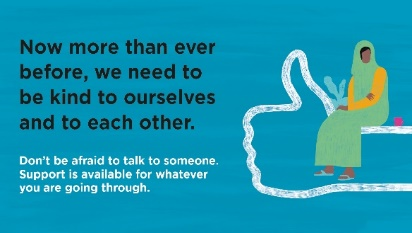 Now more than ever
before, we need to
be kind to ourselves
and to each other.
Don't be afraid to talk to someone.
Support is available for whatever
you are going through.